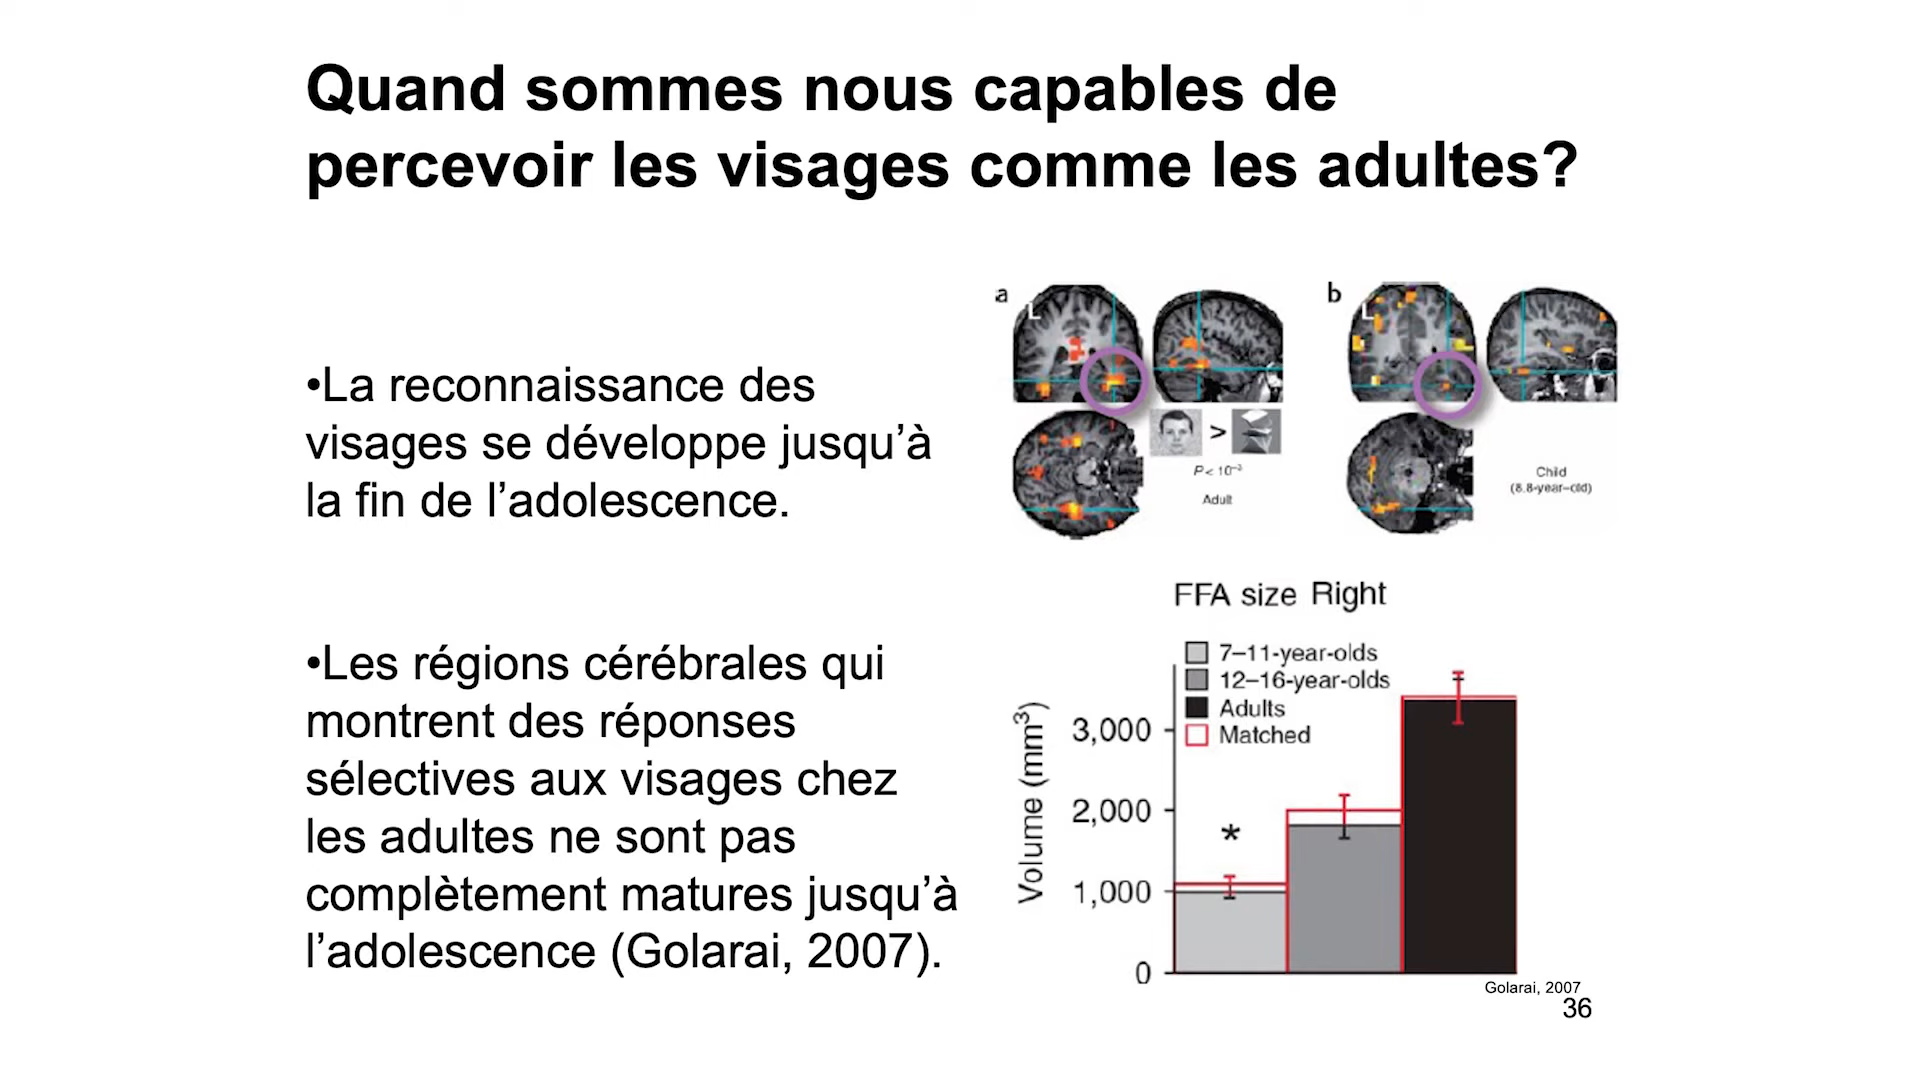 Quand sommes nous capables de
percevoir les visages comme les adultes?
•La reconnaissance des
visages se développe jusqu’à
la fin de l’adolescence.
•Les régions cérébrales qui
montrent des réponses
sélectives aux visages chez
les adultes ne sont pas
complètement matures jusqu’à
l’adolescence (Golarai, 2007).
a
L
>
P < 10⁻³
Adult
b
L
Child
(8.8-year-old)
FFA size Right
7–11-year-olds
12–16-year-olds
Adults
Matched
Volume (mm³)
3,000
2,000
1,000
0
*
Golarai, 2007
36